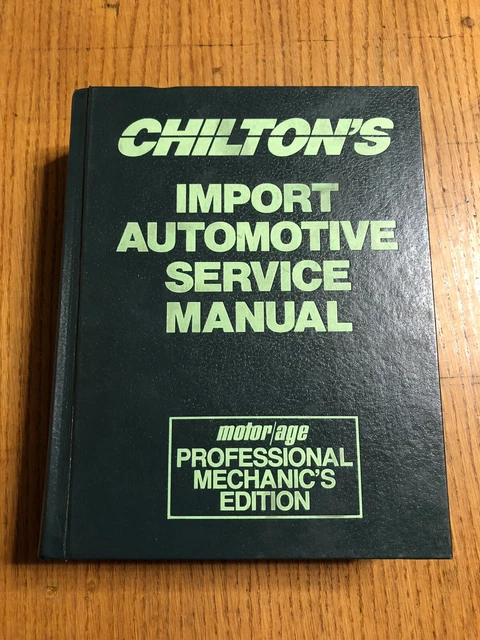 CHILTON'S
IMPORT
AUTOMOTIVE
SERVICE
MANUAL
motor/age
PROFESSIONAL
MECHANIC'S
EDITION